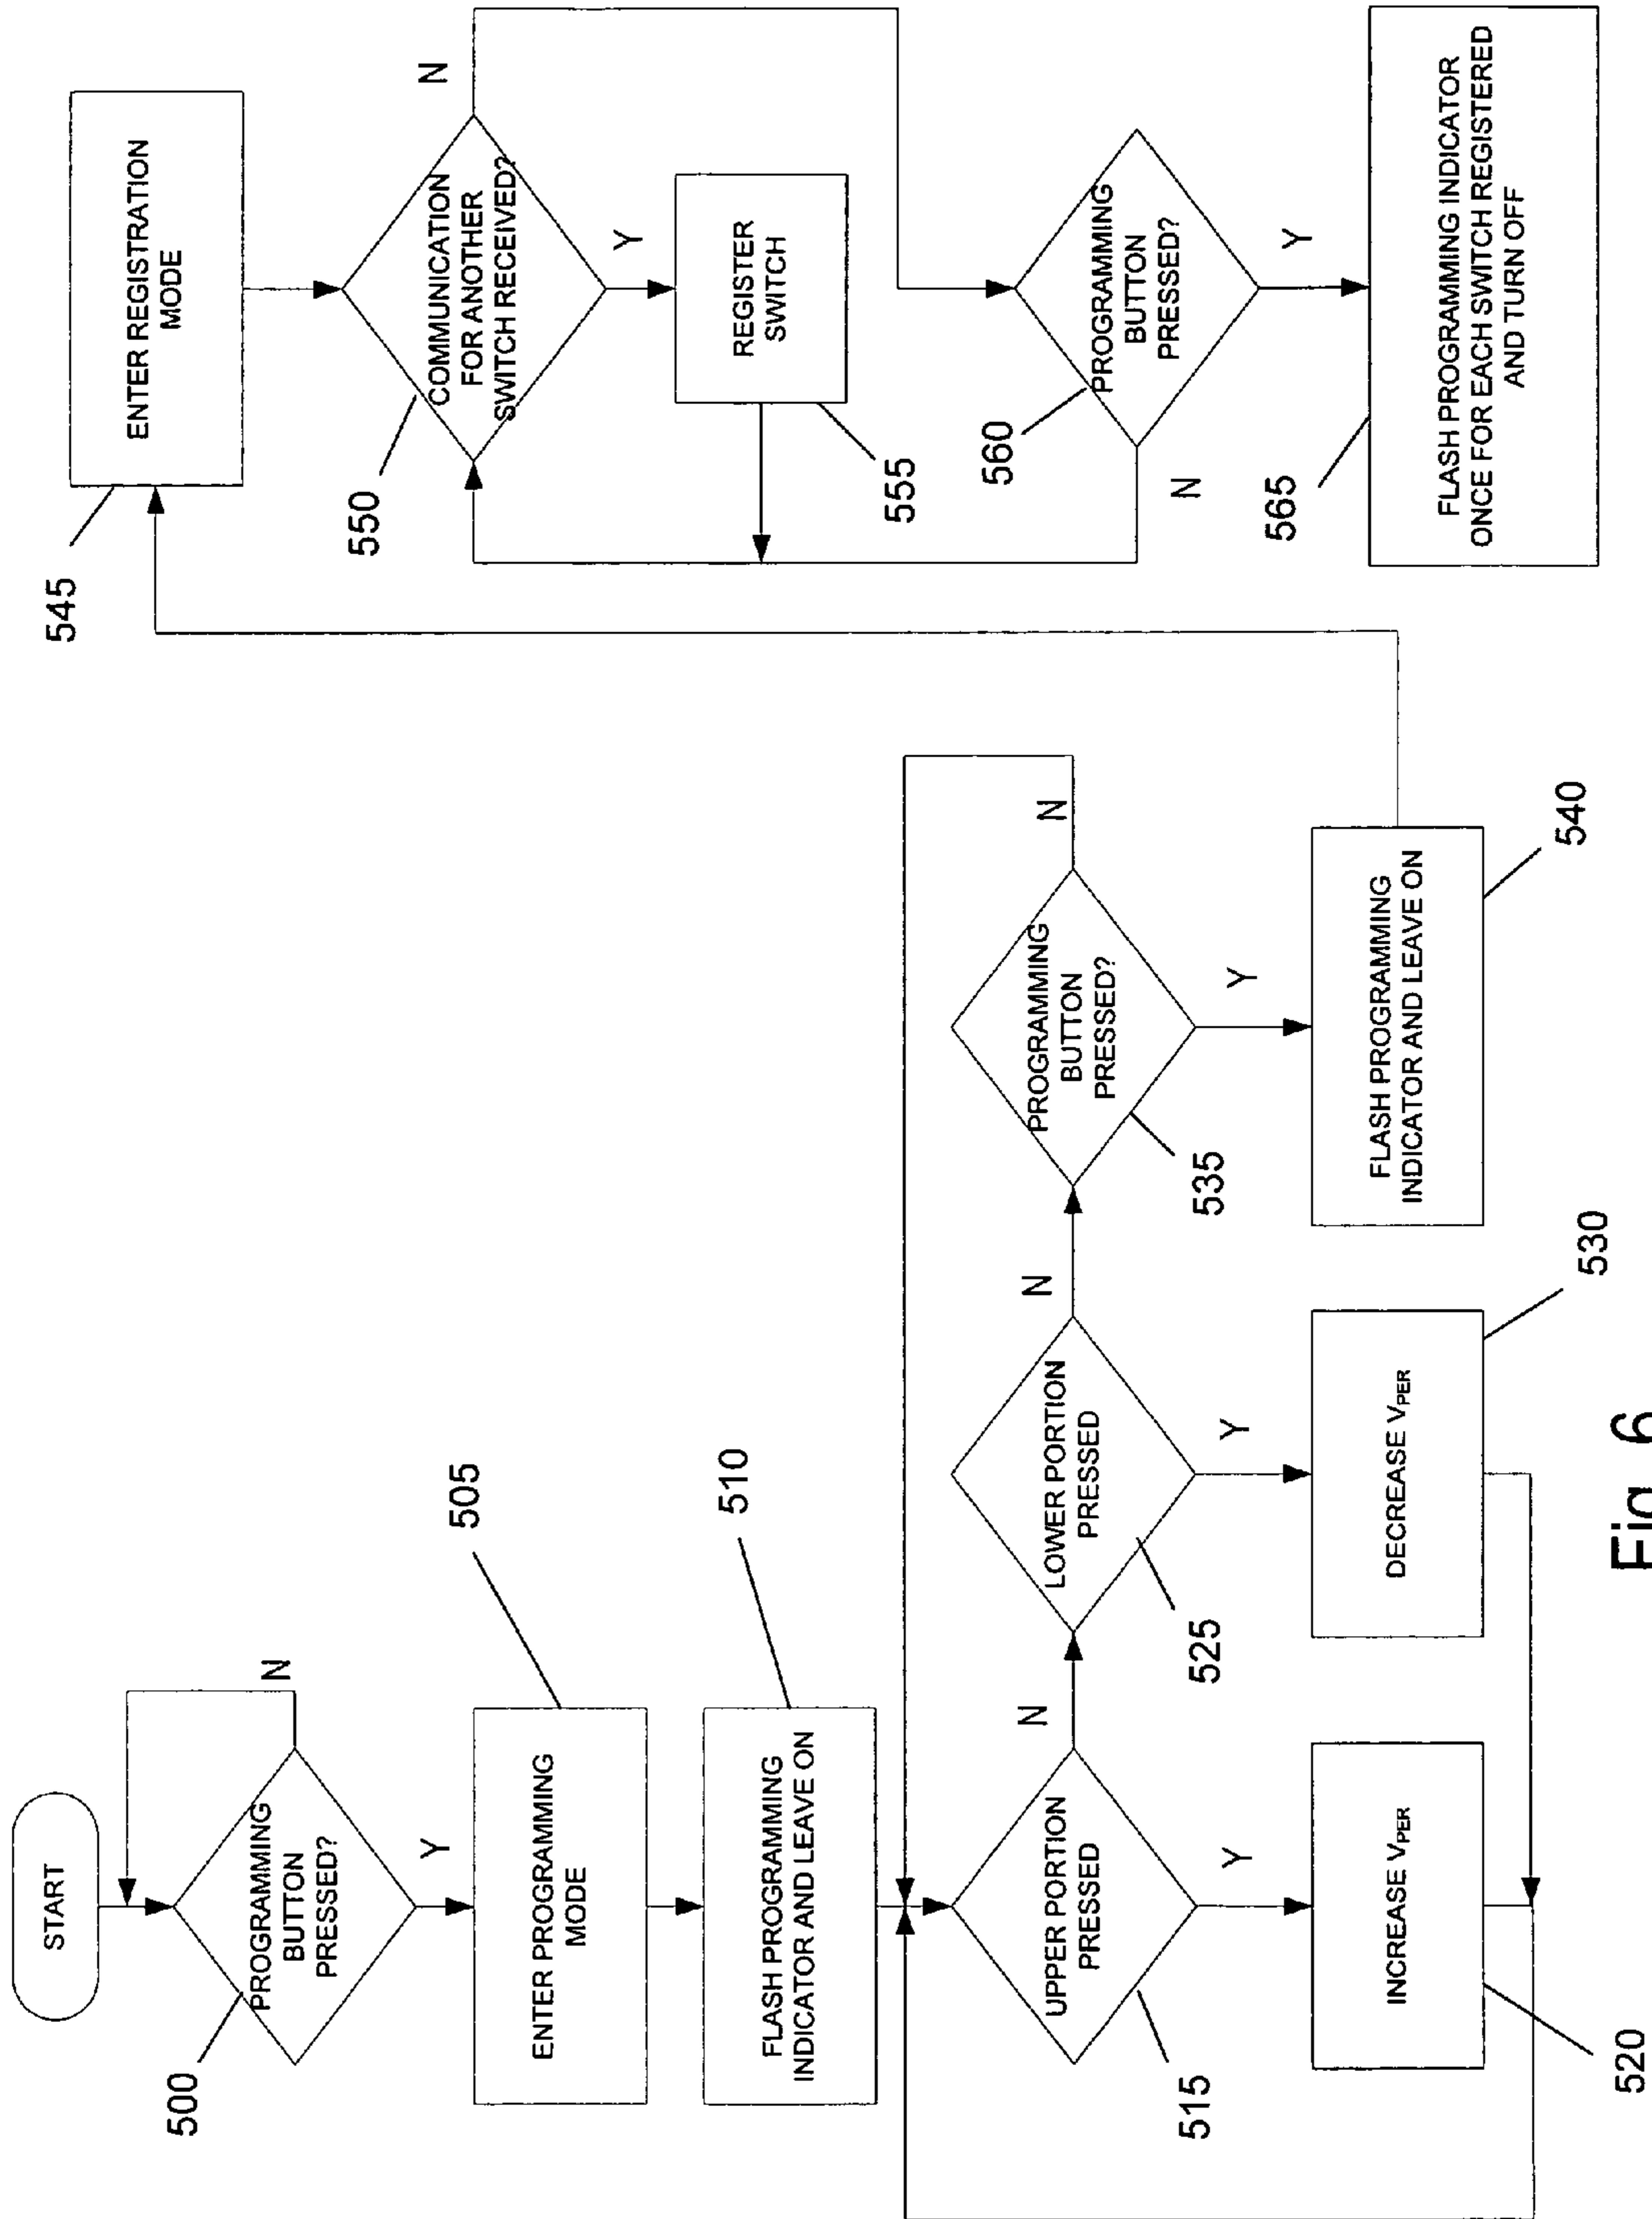 START
PROGRAMMING
BUTTON
PRESSED?
N
Y
500
ENTER PROGRAMMING
MODE
505
FLASH PROGRAMMING
INDICATOR AND LEAVE ON
510
UPPER PORTION
PRESSED
N
Y
515
INCREASE VPER
520
LOWER PORTION
PRESSED
N
Y
525
DECREASE VPER
530
PROGRAMMING
BUTTON
PRESSED?
N
Y
535
FLASH PROGRAMMING
INDICATOR AND LEAVE ON
540
ENTER REGISTRATION
MODE
545
COMMUNICATION
FOR ANOTHER
SWITCH RECEIVED?
N
Y
550
REGISTER
SWITCH
555
PROGRAMMING
BUTTON
PRESSED?
N
Y
560
FLASH PROGRAMMING INDICATOR
ONCE FOR EACH SWITCH REGISTERED
AND TURN OFF
565
Fig. 6